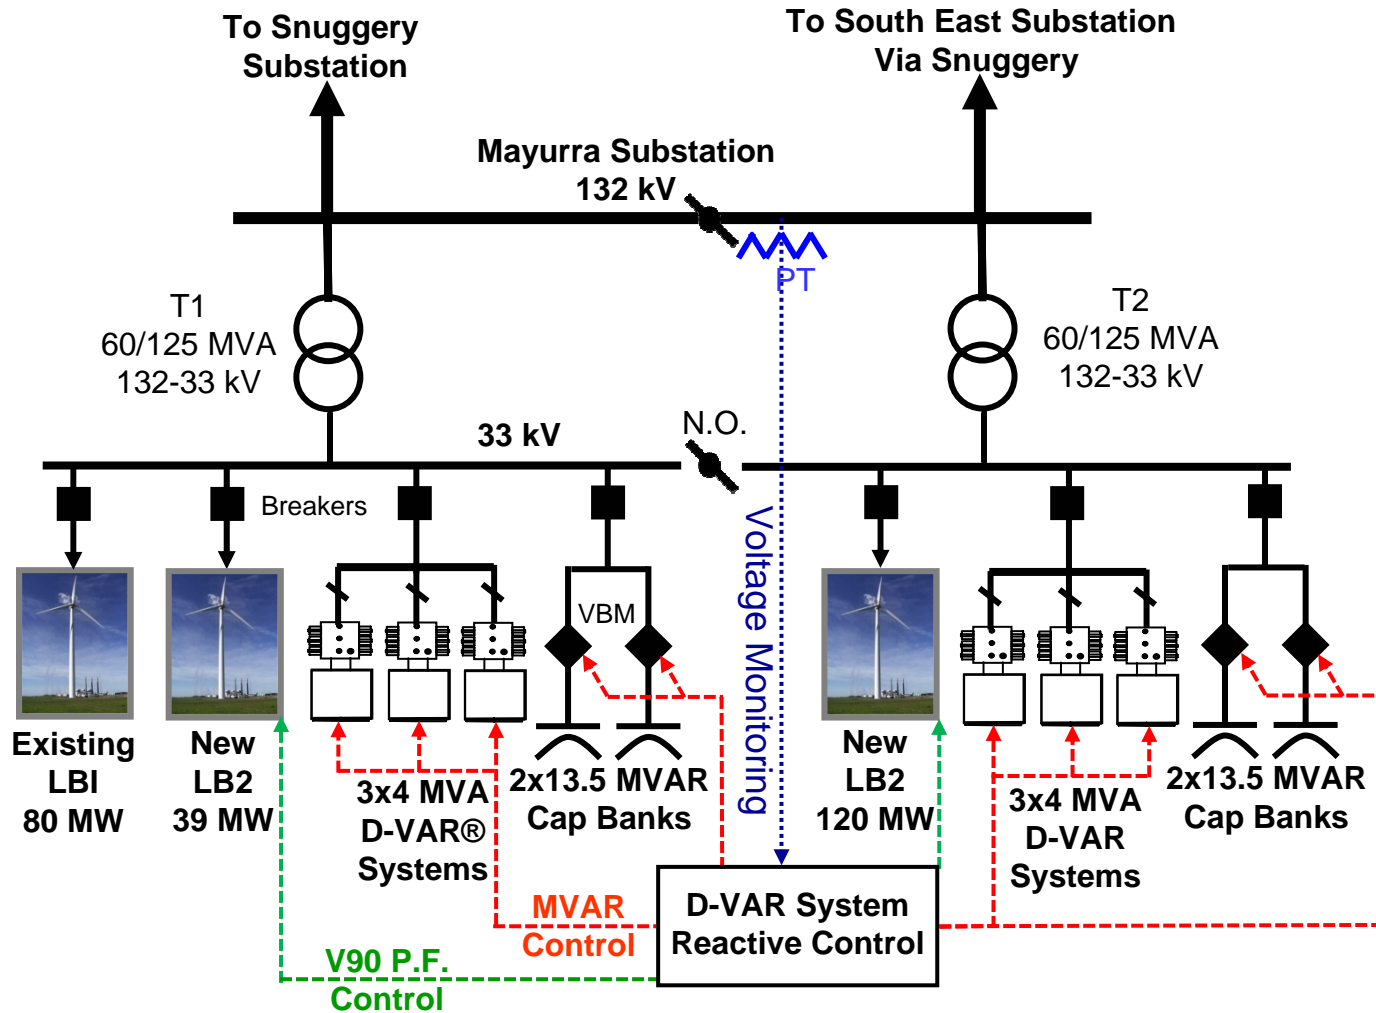 To Snuggery
Substation
To South East Substation
Via Snuggery
Mayurra Substation
132 kV
PT
T1
60/125 MVA
132-33 kV
T2
60/125 MVA
132-33 kV
33 kV
N.O.
Breakers
VBM
Voltage Monitoring
Existing
LBI
80 MW
New
LB2
39 MW
3x4 MVA
D-VAR®
Systems
2x13.5 MVAR
Cap Banks
New
LB2
120 MW
3x4 MVA
D-VAR
Systems
2x13.5 MVAR
Cap Banks
MVAR
Control
D-VAR System
Reactive Control
V90 P.F.
Control